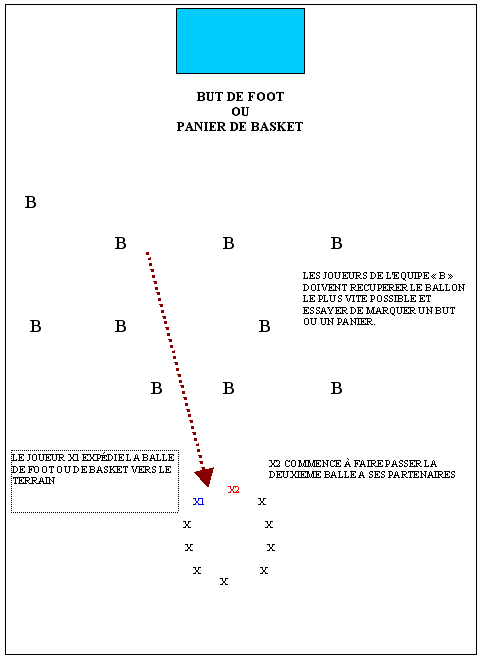 BUT DE FOOT
OU
PANIER DE BASKET
B
B B B
LES JOUEURS DE L'EQUIPE « B »
DOIVENT RECUPERER LE BALLON
LE PLUS VITE POSSIBLE ET
ESSAYER DE MARQUER UN BUT
OU UN PANIER.
B B B
B B B
LE JOUEUR X1 EXPÉDIE LA BALLE
DE FOOT OU DE BASKET VERS LE
TERRAIN
X2 COMMENCE À FAIRE PASSER LA
DEUXIEME BALLE A SES PARTENAIRES
X2
X1 X
X X
X X
X X
X